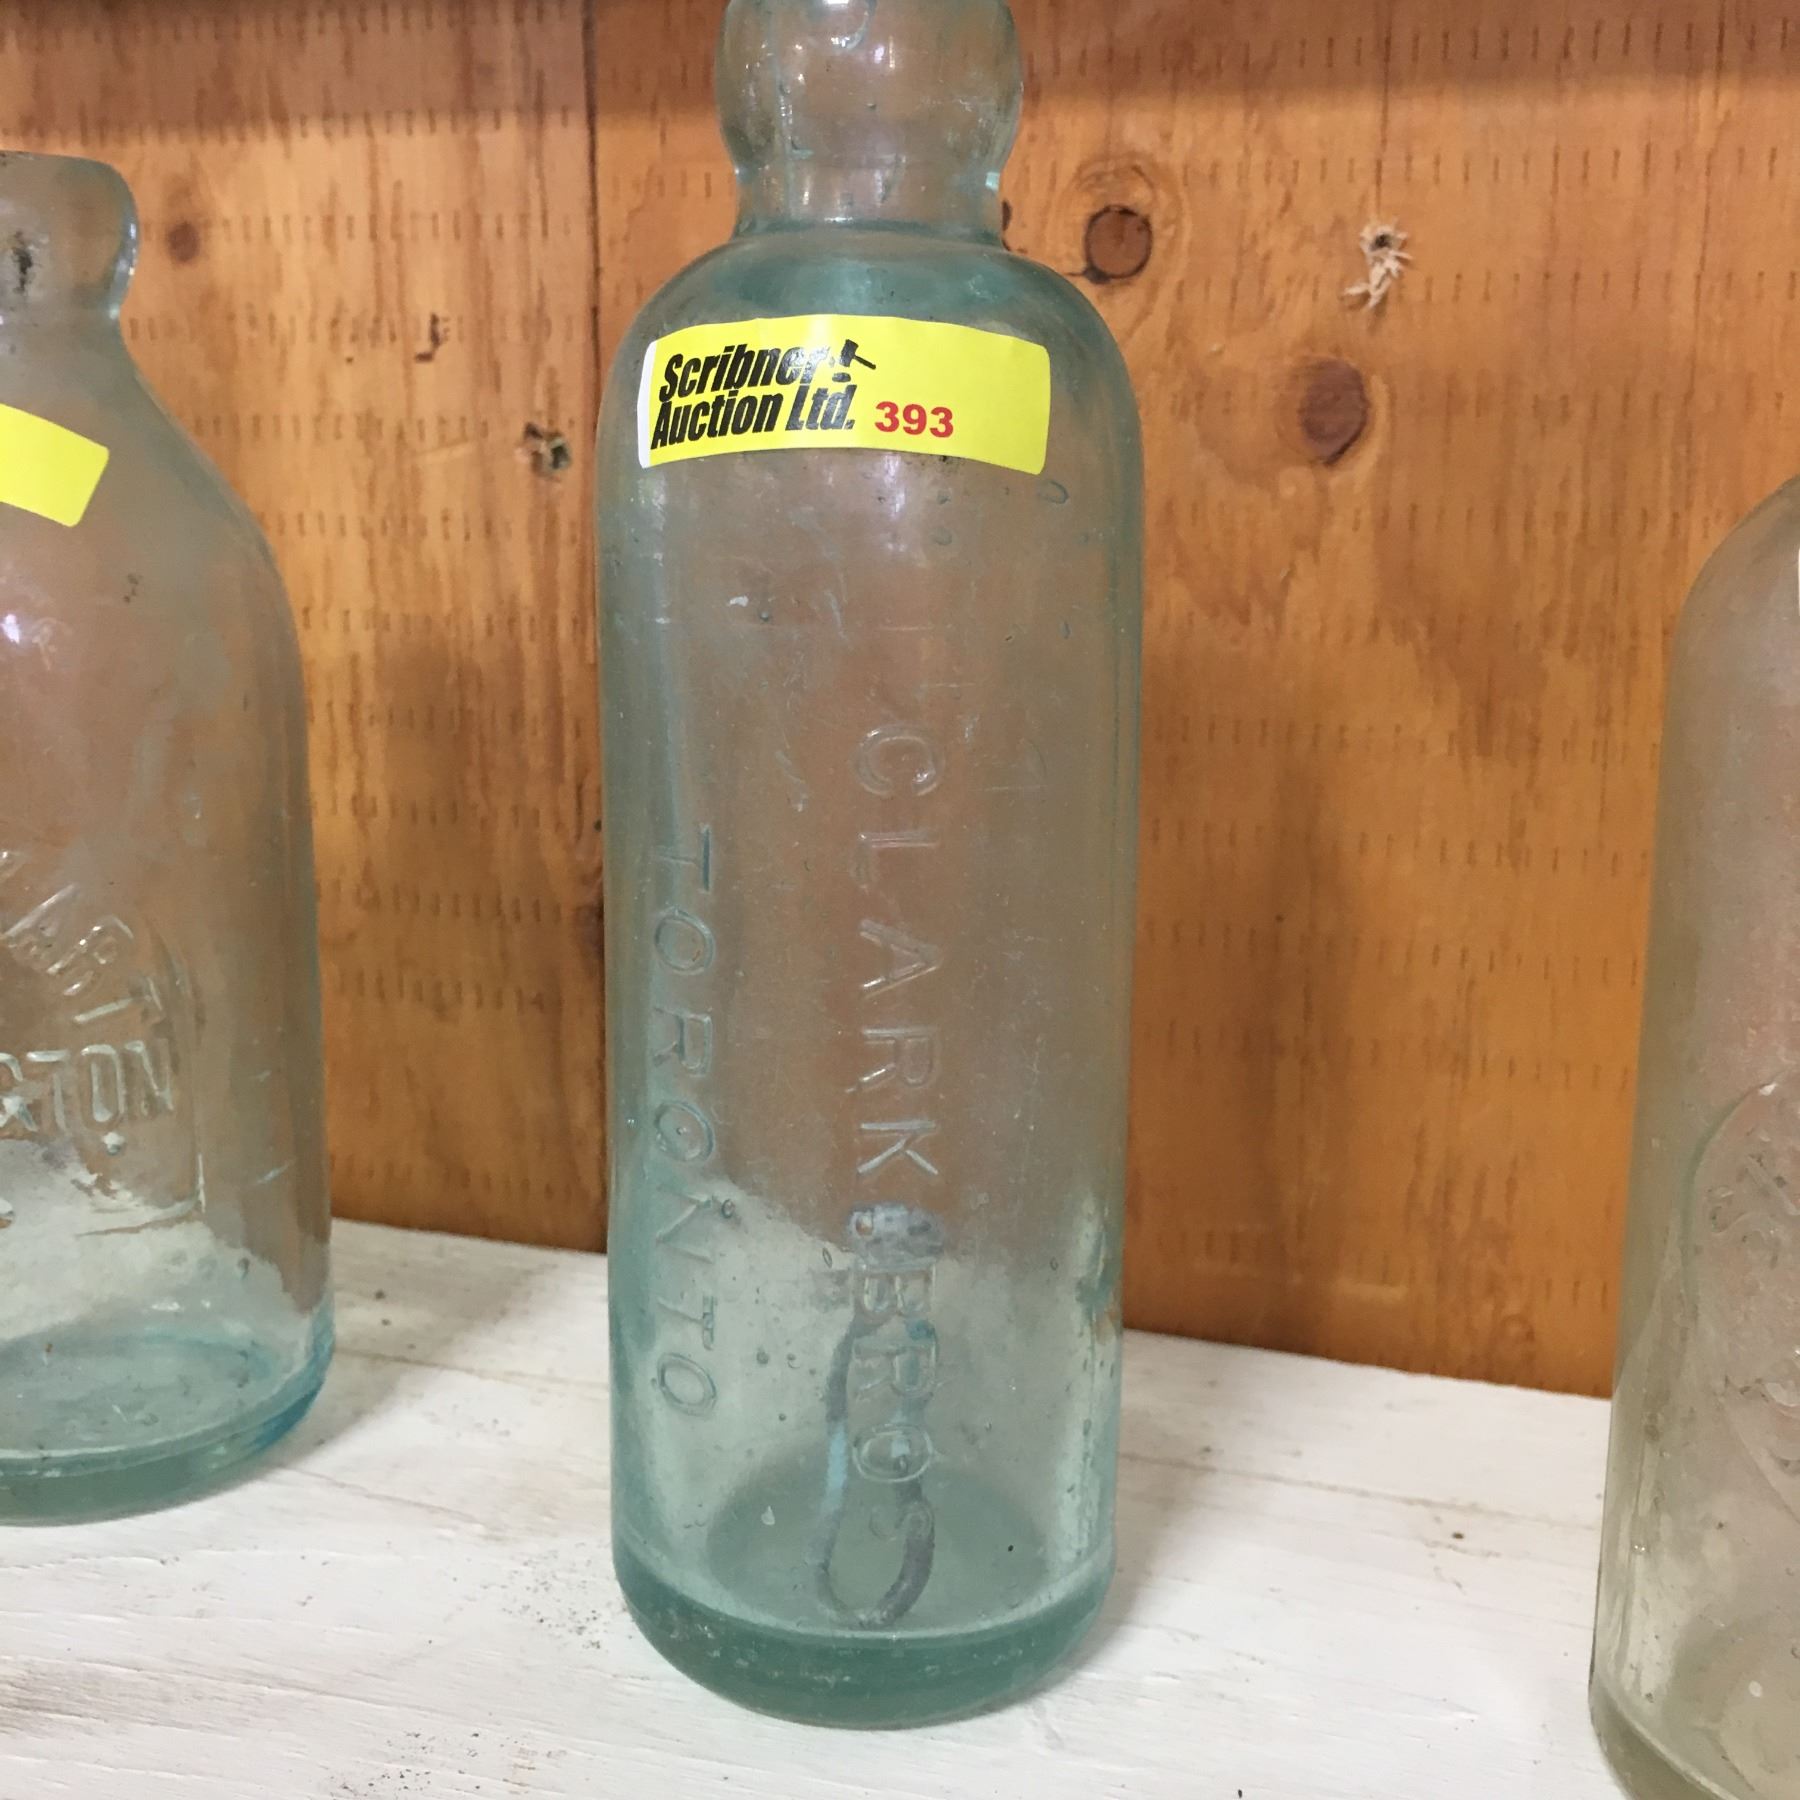 Scribner
Auction Ltd. 393
CLARK BROS
TORONTO